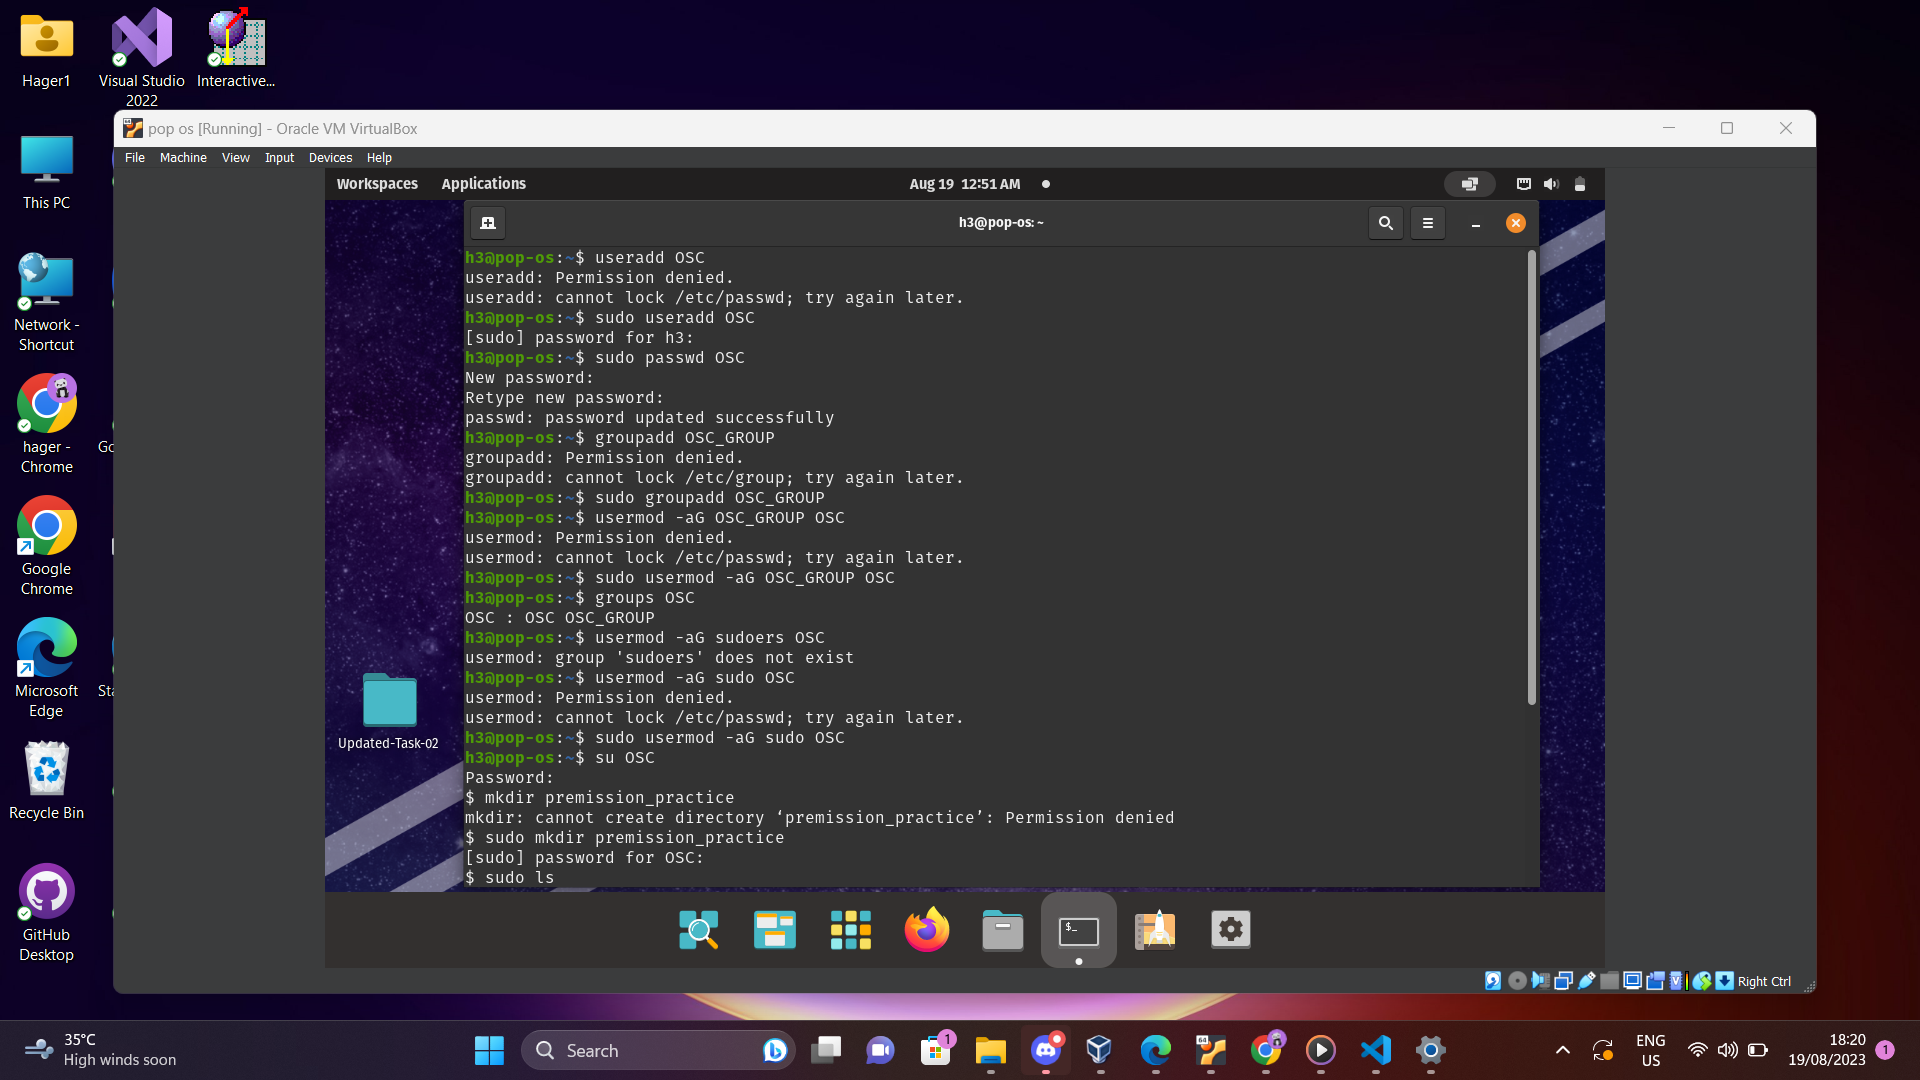 Hager1
Visual Studio
2022
Interactive...
This PC
Network -
Shortcut
hager -
Chrome
Google
Chrome
Microsoft
Edge
Recycle Bin
GitHub
Desktop
Go
Sta
pop os [Running] - Oracle VM VirtualBox
File Machine View Input Devices Help
Workspaces Applications Aug 19 12:51 AM
h3@pop-os: ~
h3@pop-os:~$ useradd OSC
useradd: Permission denied.
useradd: cannot lock /etc/passwd; try again later.
h3@pop-os:~$ sudo useradd OSC
[sudo] password for h3:
h3@pop-os:~$ sudo passwd OSC
New password:
Retype new password:
passwd: password updated successfully
h3@pop-os:~$ groupadd OSC_GROUP
groupadd: Permission denied.
groupadd: cannot lock /etc/group; try again later.
h3@pop-os:~$ sudo groupadd OSC_GROUP
h3@pop-os:~$ usermod -aG OSC_GROUP OSC
usermod: Permission denied.
usermod: cannot lock /etc/passwd; try again later.
h3@pop-os:~$ sudo usermod -aG OSC_GROUP OSC
h3@pop-os:~$ groups OSC
OSC : OSC OSC_GROUP
h3@pop-os:~$ usermod -aG sudoers OSC
usermod: group 'sudoers' does not exist
h3@pop-os:~$ usermod -aG sudo OSC
usermod: Permission denied.
usermod: cannot lock /etc/passwd; try again later.
h3@pop-os:~$ sudo usermod -aG sudo OSC
h3@pop-os:~$ su OSC
Password:
$ mkdir premission_practice
mkdir: cannot create directory ‘premission_practice’: Permission denied
$ sudo mkdir premission_practice
[sudo] password for OSC:
$ sudo ls
Updated-Task-02
$_
Right Ctrl
35°C
High winds soon
Search
1
64
ENG
US
18:20
19/08/2023
1